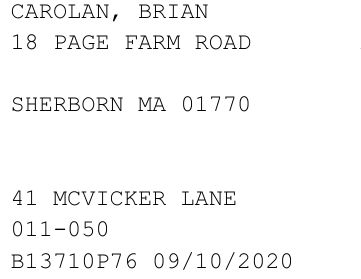 CAROLAN, BRIAN
18 PAGE FARM ROAD
SHERBORN MA 01770
41 MCVICKER LANE
011-050
B13710P76 09/10/2020